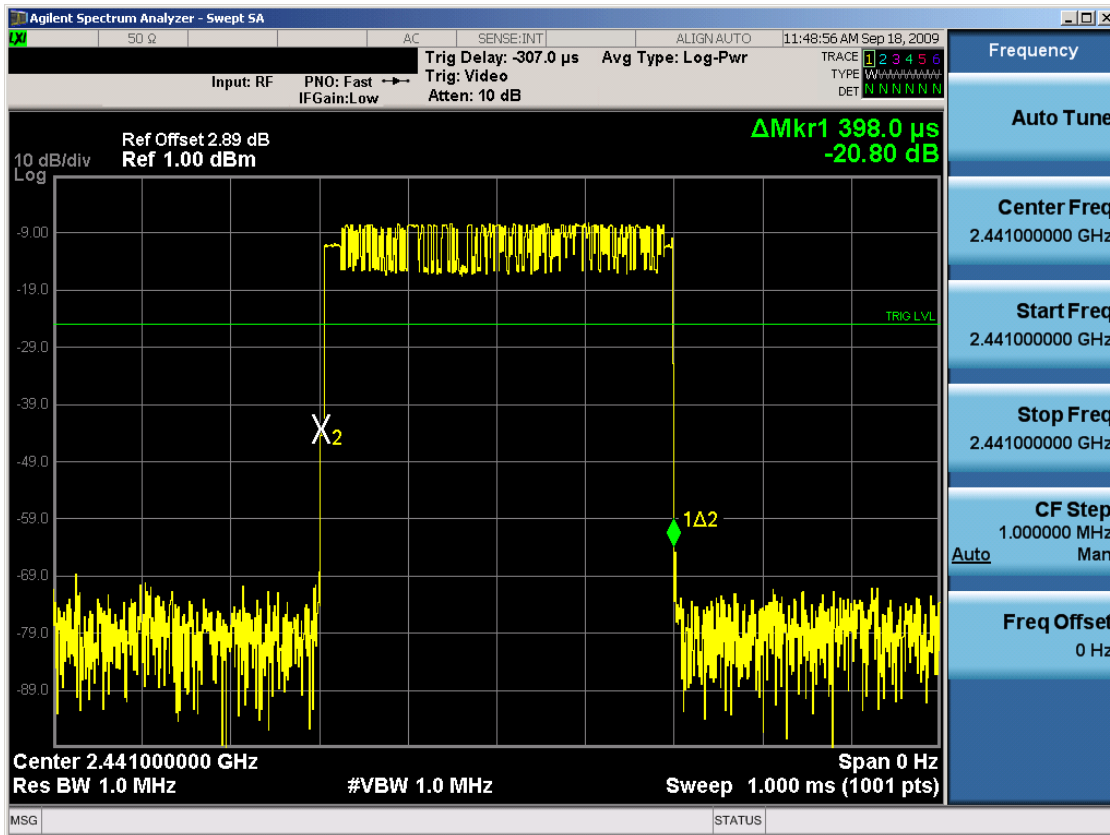 Agilent Spectrum Analyzer - Swept SA
LXI 50 Ω AC SENSE:INT ALIGN AUTO 11:48:56 AM Sep 18, 2009
Frequency
Input: RF PNO: Fast IFGain:Low
Trig Delay: -307.0 µs Avg Type: Log-Pwr
Trig: Video
Atten: 10 dB
TRACE 1 2 3 4 5 6
TYPE W
DET N N N N N N
Auto Tune
ΔMkr1 398.0 µs
-20.80 dB
Ref Offset 2.89 dB
10 dB/div Ref 1.00 dBm
Log
-9.00
-19.0
-29.0
-39.0
-49.0
-59.0
-69.0
-79.0
-89.0
TRIG LVL
2
1Δ2
Center Freq
2.441000000 GHz
Start Freq
2.441000000 GHz
Stop Freq
2.441000000 GHz
CF Step
1.000000 MHz
Auto Man
Freq Offset
0 Hz
Center 2.441000000 GHz Span 0 Hz
Res BW 1.0 MHz #VBW 1.0 MHz Sweep 1.000 ms (1001 pts)
MSG STATUS